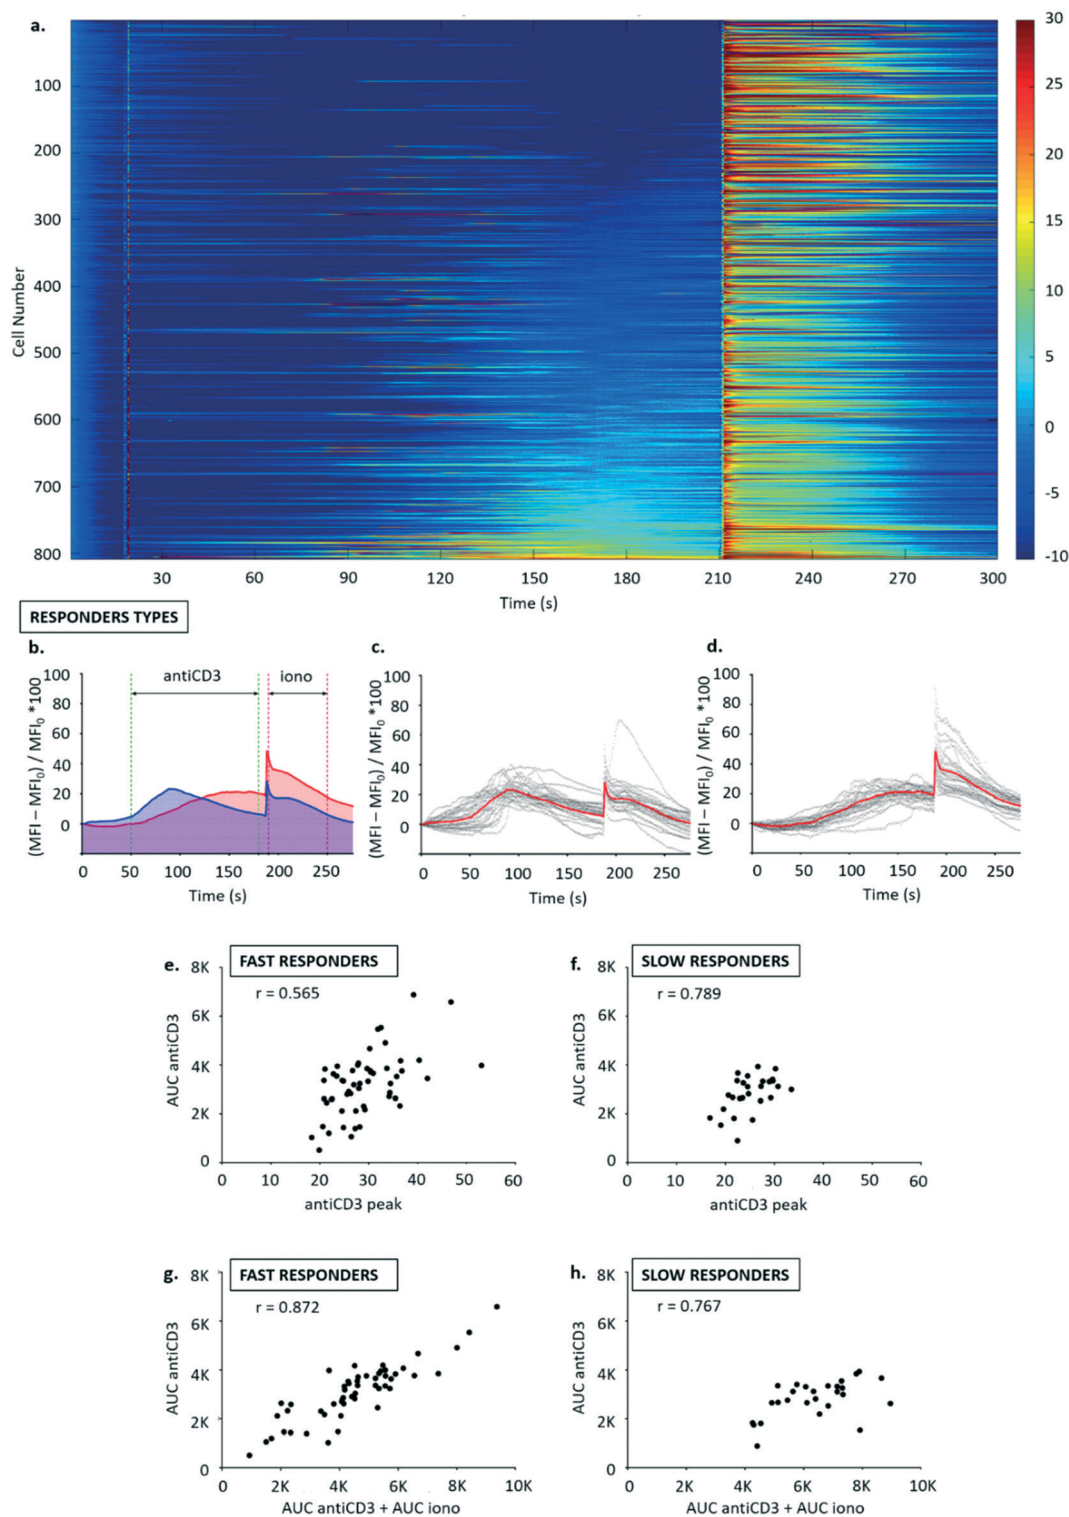 a.
30
25
20
15
10
5
0
-5
-10
100
200
300
400
500
600
700
800
Cell Number
30 60 90 120 150 180 210 240 270 300
Time (s)
RESPONDERS TYPES
b.
antiCD3
iono
100
80
60
40
20
0
(MFI – MFI₀) / MFI₀ *100
0 50 100 150 200 250
Time (s)
c.
100
80
60
40
20
0
(MFI – MFI₀) / MFI₀ *100
0 50 100 150 200 250
Time (s)
d.
100
80
60
40
20
0
(MFI – MFI₀) / MFI₀ *100
0 50 100 150 200 250
Time (s)
e.
FAST RESPONDERS
r = 0.565
8K
6K
4K
2K
0
AUC antiCD3
0 10 20 30 40 50 60
antiCD3 peak
f.
SLOW RESPONDERS
r = 0.789
8K
6K
4K
2K
0
AUC antiCD3
0 10 20 30 40 50 60
antiCD3 peak
g.
FAST RESPONDERS
r = 0.872
8K
6K
4K
2K
0
AUC antiCD3
0 2K 4K 6K 8K 10K
AUC antiCD3 + AUC iono
h.
SLOW RESPONDERS
r = 0.767
8K
6K
4K
2K
0
AUC antiCD3
0 2K 4K 6K 8K 10K
AUC antiCD3 + AUC iono